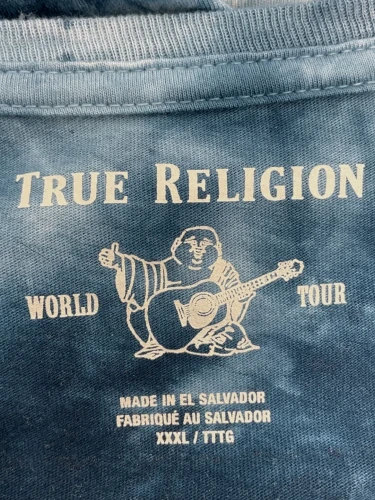 TRUE RELIGION
WORLD TOUR
MADE IN EL SALVADOR
FABRIQUÉ AU SALVADOR
XXXL / TTTG